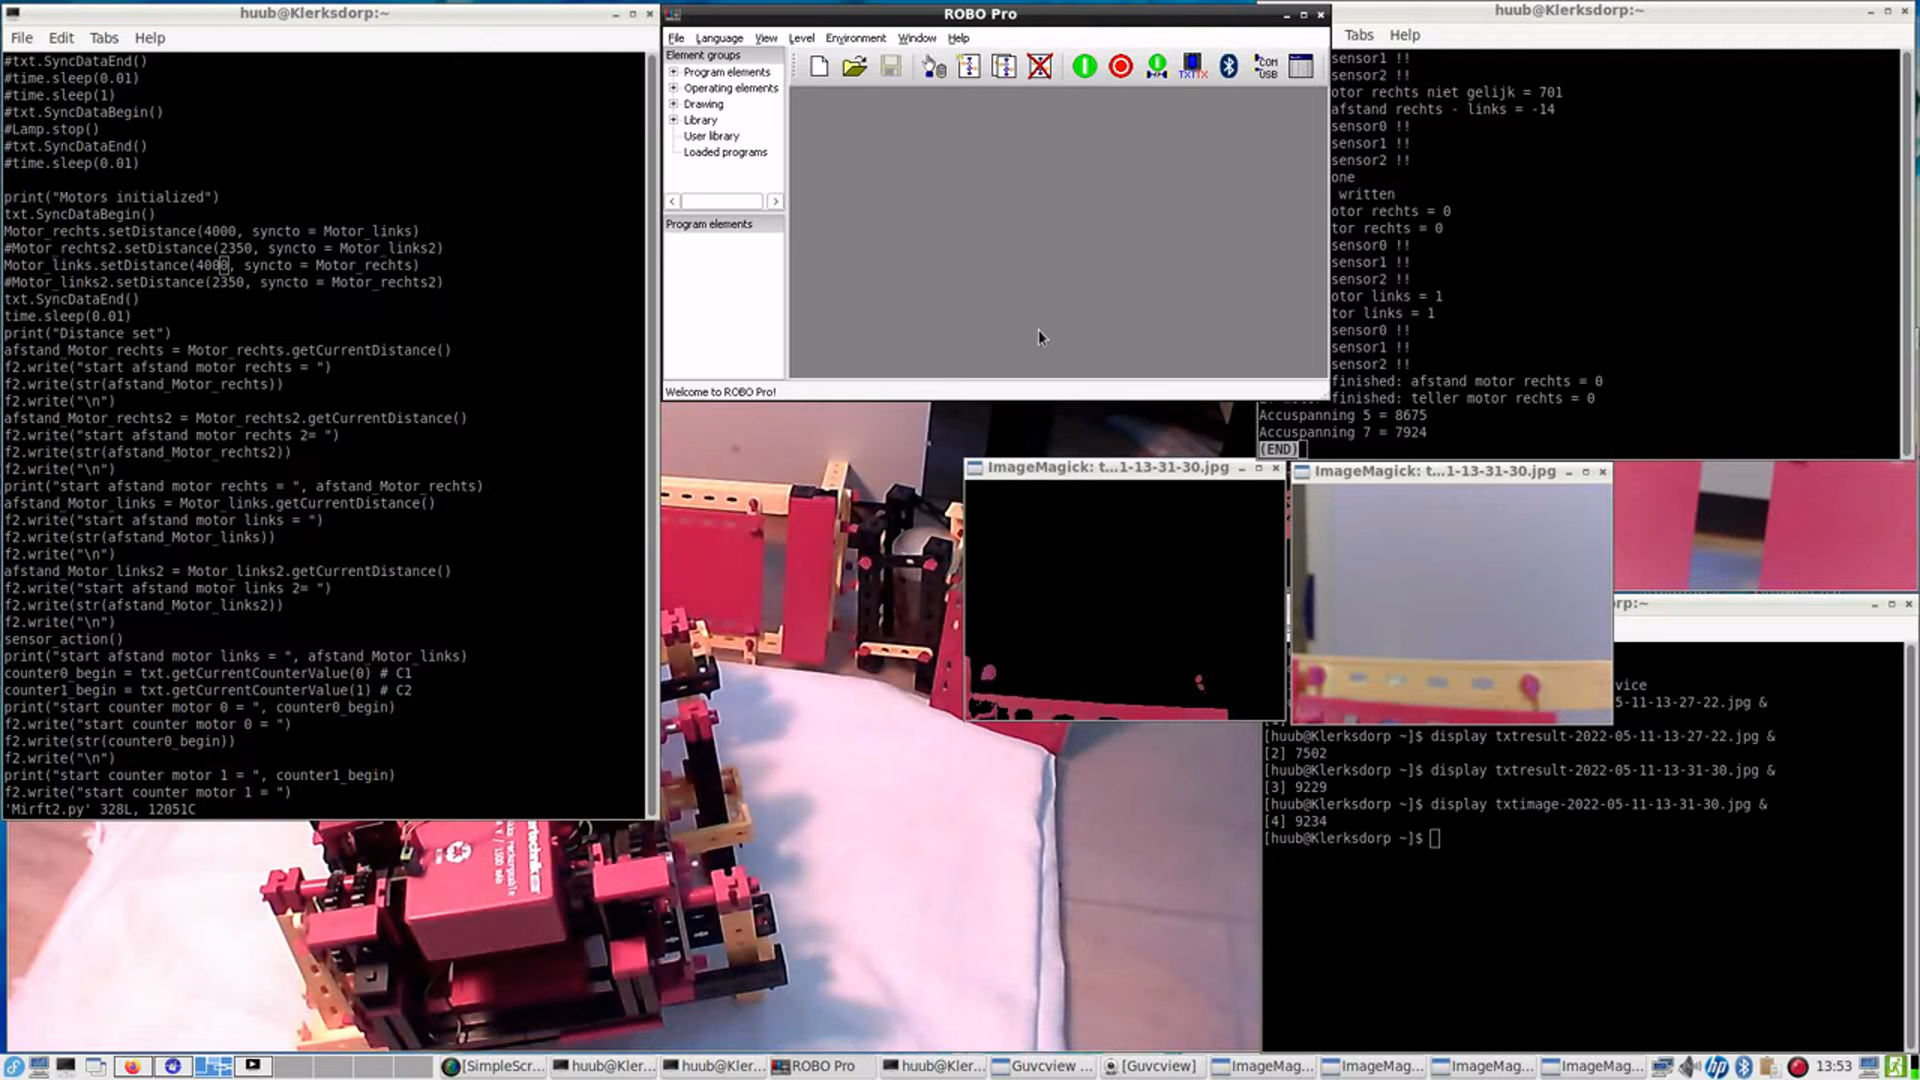 huub@Klerksdorp:~
File Edit Tabs Help
#txt.SyncDataEnd()
#time.sleep(0.01)
#time.sleep(1)
#txt.SyncDataBegin()
#Lamp.stop()
#txt.SyncDataEnd()
#time.sleep(0.01)
print("Motors initialized")
txt.SyncDataBegin()
Motor_rechts.setDistance(4000, syncto = Motor_links)
#Motor_rechts2.setDistance(2350, syncto = Motor_links2)
Motor_links.setDistance(4000, syncto = Motor_rechts)
#Motor_links2.setDistance(2350, syncto = Motor_rechts2)
txt.SyncDataEnd()
time.sleep(0.01)
print("Distance set")
afstand_Motor_rechts = Motor_rechts.getCurrentDistance()
f2.write("start afstand motor rechts = ")
f2.write(str(afstand_Motor_rechts))
f2.write("\n")
afstand_Motor_rechts2 = Motor_rechts2.getCurrentDistance()
f2.write("start afstand motor rechts 2= ")
f2.write(str(afstand_Motor_rechts2))
f2.write("\n")
print("start afstand motor rechts = ", afstand_Motor_rechts)
afstand_Motor_links = Motor_links.getCurrentDistance()
f2.write("start afstand motor links = ")
f2.write(str(afstand_Motor_links))
f2.write("\n")
afstand_Motor_links2 = Motor_links2.getCurrentDistance()
f2.write("start afstand motor links 2= ")
f2.write(str(afstand_Motor_links2))
f2.write("\n")
sensor_action()
print("start afstand motor links = ", afstand_Motor_links)
counter0_begin = txt.getCurrentCounterValue(0) # C1
counter1_begin = txt.getCurrentCounterValue(1) # C2
print("start counter motor 0 = ", counter0_begin)
f2.write("start counter motor 0 = ")
f2.write(str(counter0_begin))
f2.write("\n")
print("start counter motor 1 = ", counter1_begin)
f2.write("start counter motor 1 = ")
'Mirft2.py' 328L, 12051C
ROBO Pro
File Language View Level Environment Window Help
Element groups
Program elements
Operating elements
Drawing
Library
User library
Loaded programs
Program elements
TXT TX
COM
USB
Welcome to ROBO Pro!
huub@Klerksdorp:~
Tabs Help
sensor1 !!
sensor2 !!
otor rechts niet gelijk = 701
afstand rechts - links = -14
sensor0 !!
sensor1 !!
sensor2 !!
one
written
otor rechts = 0
tor rechts = 0
sensor0 !!
sensor1 !!
sensor2 !!
otor links = 1
tor links = 1
sensor0 !!
sensor1 !!
sensor2 !!
finished: afstand motor rechts = 0
finished: teller motor rechts = 0
Accuspanning 5 = 8675
Accuspanning 7 = 7924
(END)
ImageMagick: t...1-13-31-30.jpg
ImageMagick: t...1-13-31-30.jpg
rp:~
vice
5-11-13-27-22.jpg &
[huub@Klerksdorp ~]$ display txtresult-2022-05-11-13-27-22.jpg &
[2] 7502
[huub@Klerksdorp ~]$ display txtresult-2022-05-11-13-31-30.jpg &
[3] 9229
[huub@Klerksdorp ~]$ display txtimage-2022-05-11-13-31-30.jpg &
[4] 9234
[huub@Klerksdorp ~]$
[SimpleScr... huub@Kler... huub@Kler... ROBO Pro huub@Kler... Guvcview ... [Guvcview] ImageMag... ImageMag... ImageMag... ImageMag... hp 13:53